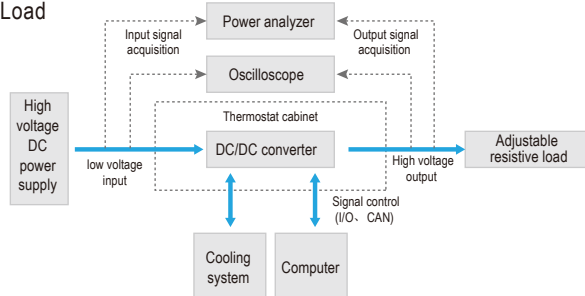 Load
Power analyzer
Input signal
acquisition
Output signal
acquisition
Oscilloscope
High
voltage
DC
power
supply
Thermostat cabinet
DC/DC converter
low voltage
input
High voltage
output
Adjustable
resistive load
Signal control
(I/O、CAN)
Cooling
system
Computer